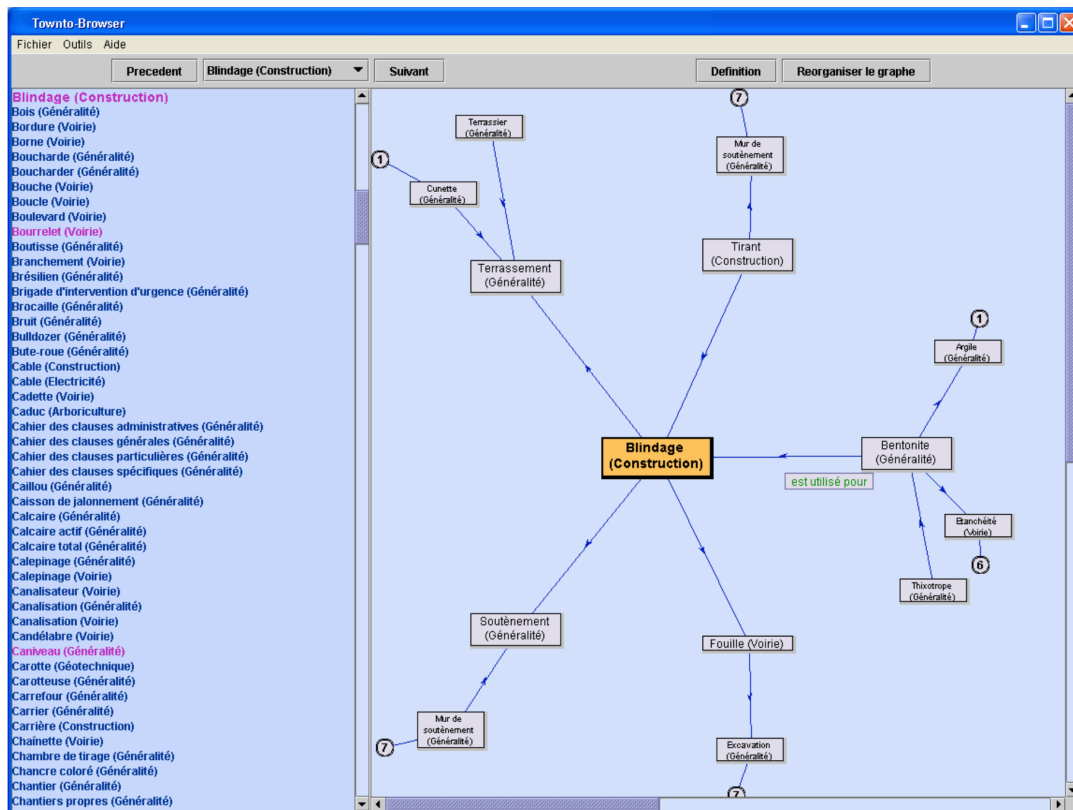 Townto-Browser
Fichier Outils Aide
Precedent Blindage (Construction) Suivant Definition Reorganiser le graphe
Blindage (Construction)
Bois (Généralité)
Bordure (Voirie)
Borne (Voirie)
Boucharde (Généralité)
Boucharder (Généralité)
Bouche (Voirie)
Boucle (Voirie)
Boulevard (Voirie)
Bourrelet (Voirie)
Boutisse (Généralité)
Branchement (Voirie)
Brésilien (Généralité)
Brigade d'intervention d'urgence (Généralité)
Brocaille (Généralité)
Bruit (Généralité)
Bulldozer (Généralité)
Bute-roue (Généralité)
Cable (Construction)
Cable (Electricité)
Cadette (Voirie)
Caduc (Arboriculture)
Cahier des clauses administratives (Généralité)
Cahier des clauses générales (Généralité)
Cahier des clauses particulières (Généralité)
Cahier des clauses spécifiques (Généralité)
Caillou (Généralité)
Caisson de jalonnement (Généralité)
Calcaire (Généralité)
Calcaire actif (Généralité)
Calcaire total (Généralité)
Calepinage (Généralité)
Calepinage (Voirie)
Canalisateur (Voirie)
Canalisation (Généralité)
Canalisation (Voirie)
Candélabre (Voirie)
Caniveau (Généralité)
Carotte (Géotechnique)
Carotteuse (Généralité)
Carrefour (Généralité)
Carrier (Généralité)
Carrière (Construction)
Chaînette (Voirie)
Chambre de tirage (Généralité)
Chancre coloré (Généralité)
Chantier (Généralité)
Chantiers propres (Généralité)
7
Terrassier
(Généralité)
Mur de
soutènement
(Généralité)
1
Cunette
(Généralité)
Tirant
(Construction)
Terrassement
(Généralité)
1
Argile
(Généralité)
Blindage
(Construction)
Bentonite
(Généralité)
est utilisé pour
Etanchéité
(Voirie)
6
Thixotrope
(Généralité)
Soutènement
(Généralité)
Fouille (Voirie)
Mur de
soutènement
(Généralité)
7
Excavation
(Généralité)
7